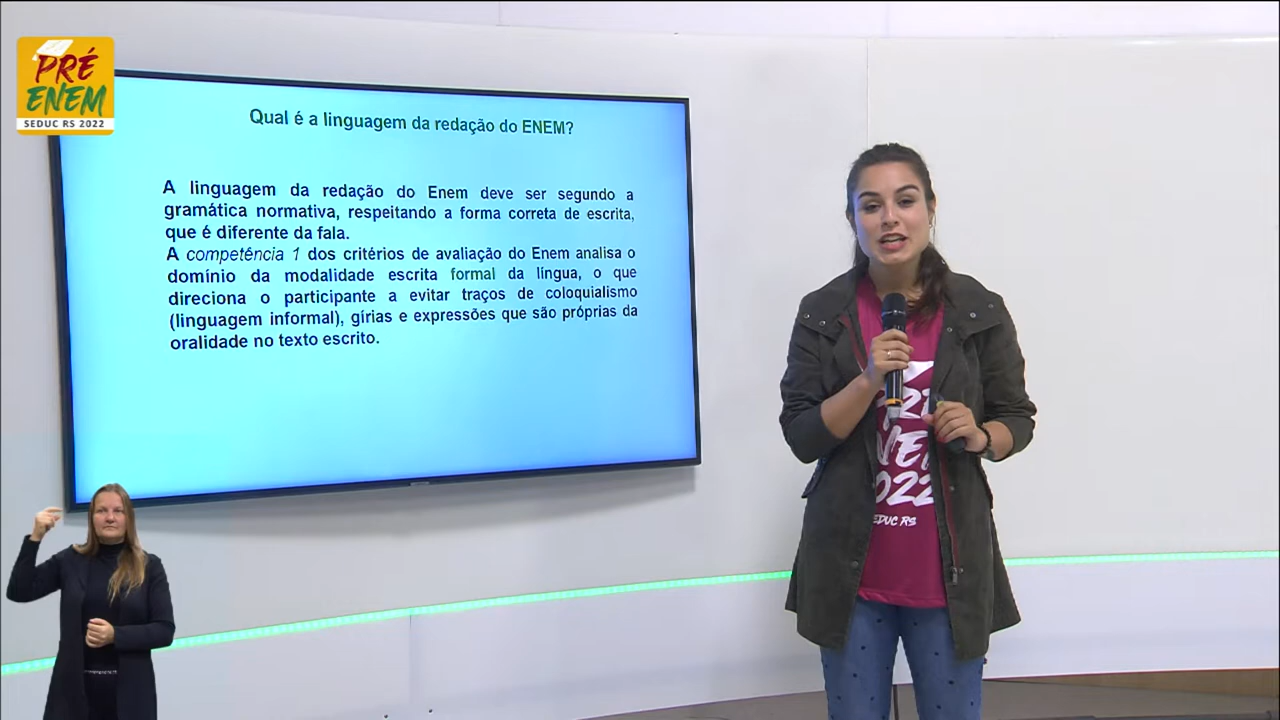 PRÉ
ENEM
SEDUC RS 2022
Qual é a linguagem da redação do ENEM?
A linguagem da redação do Enem deve ser segundo a
gramática normativa, respeitando a forma correta de escrita,
que é diferente da fala.
A competência 1 dos critérios de avaliação do Enem analisa o
domínio da modalidade escrita formal da língua, o que
direciona o participante a evitar traços de coloquialismo
(linguagem informal), gírias e expressões que são próprias da
oralidade no texto escrito.
2022
EDUC RS